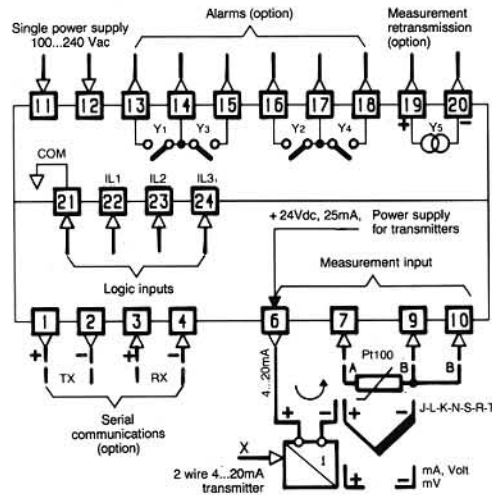 Single power supply
100...240 Vac
Alarms (option)
Measurement
retransmission
(option)
11 12 13 14 15 16 17 18 19 20
Y1 Y3 Y2 Y4 + Y5 -
COM
IL1 IL2 IL3
21 22 23 24
+ 24Vdc, 25mA,
Power supply
for transmitters
Logic inputs
Measurement input
1 2 3 4 6 7 9 10
+ - + -
TX RX
4...20mA
Pt100
A B B
Serial
communications
(option)
+ -
+ - J-L-K-N-S-R-T
X
1
2 wire 4...20mA
transmitter
+ - mA, Volt
mV